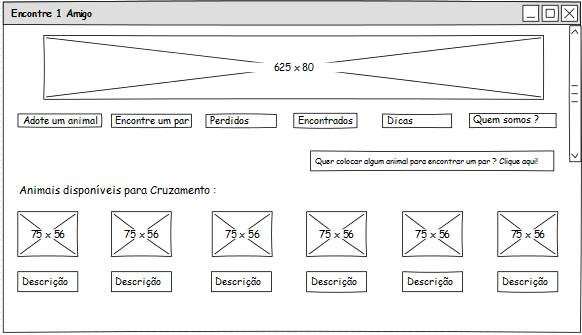 Encontre 1 Amigo
625 x 80
Adote um animal
Encontre um par
Perdidos
Encontrados
Dicas
Quem somos ?
Quer colocar algum animal para encontrar um par ? Clique aqui!
Animais disponíveis para Cruzamento :
75 x 56
75 x 56
75 x 56
75 x 56
75 x 56
75 x 56
Descrição
Descrição
Descrição
Descrição
Descrição
Descrição